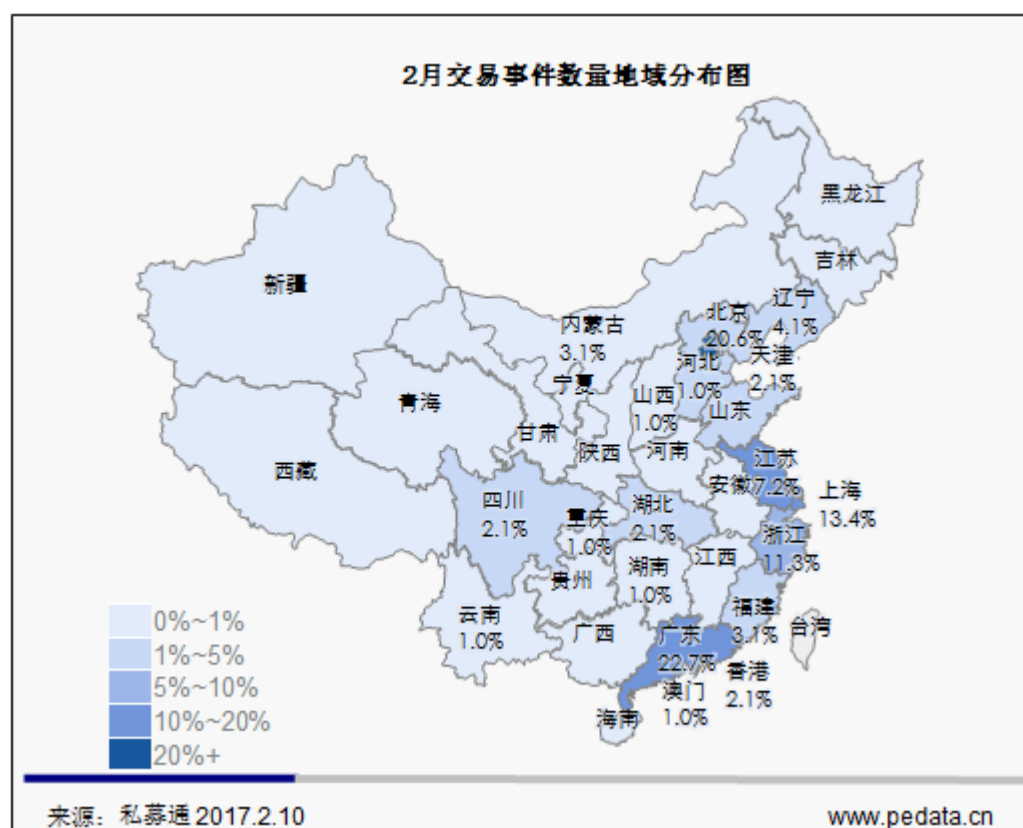 2月交易事件数量地域分布图
黑龙江
吉林
新疆
辽宁
4.1%
北京
20.6%
内蒙古
3.1%
天津
2.1%
河北
1.0%
宁夏
山西
1.0%
青海
山东
甘肃
陕西
河南
西藏
江苏
7.2%
安徽
上海
13.4%
四川
2.1%
湖北
2.1%
重庆
1.0%
浙江
11.3%
江西
湖南
1.0%
贵州
云南
1.0%
福建
3.1%
台湾
广西
广东
22.7%
香港
2.1%
澳门
1.0%
海南
0%~1%
1%~5%
5%~10%
10%~20%
20%+
来源：私募通 2017.2.10
www.pedata.cn